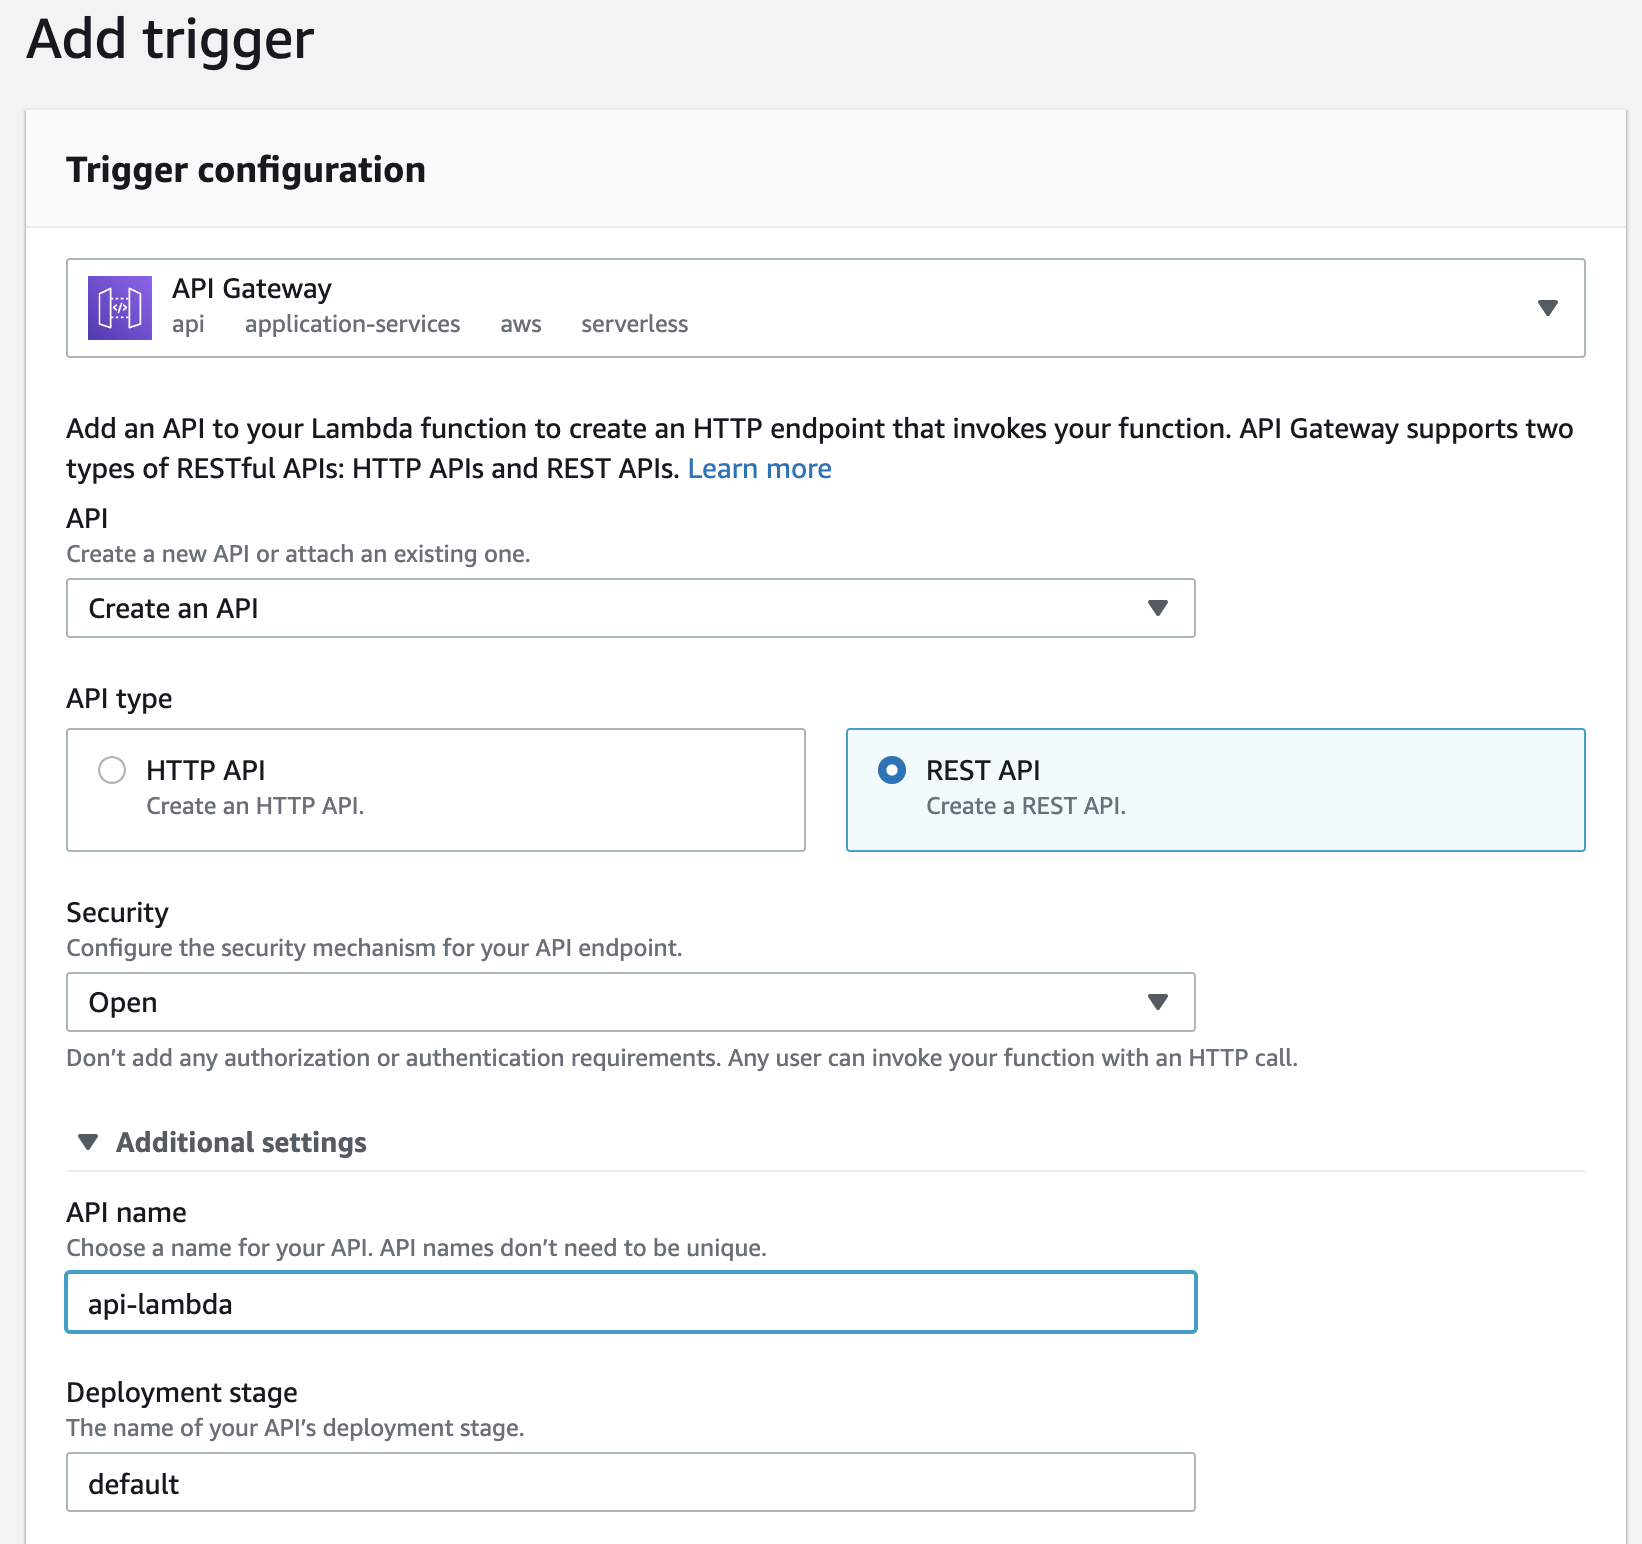 Add trigger
Trigger configuration
API Gateway
api application-services aws serverless
Add an API to your Lambda function to create an HTTP endpoint that invokes your function. API Gateway supports two
types of RESTful APIs: HTTP APIs and REST APIs. Learn more
API
Create a new API or attach an existing one.
Create an API
API type
HTTP API
Create an HTTP API.
REST API
Create a REST API.
Security
Configure the security mechanism for your API endpoint.
Open
Don’t add any authorization or authentication requirements. Any user can invoke your function with an HTTP call.
Additional settings
API name
Choose a name for your API. API names don’t need to be unique.
api-lambda
Deployment stage
The name of your API’s deployment stage.
default